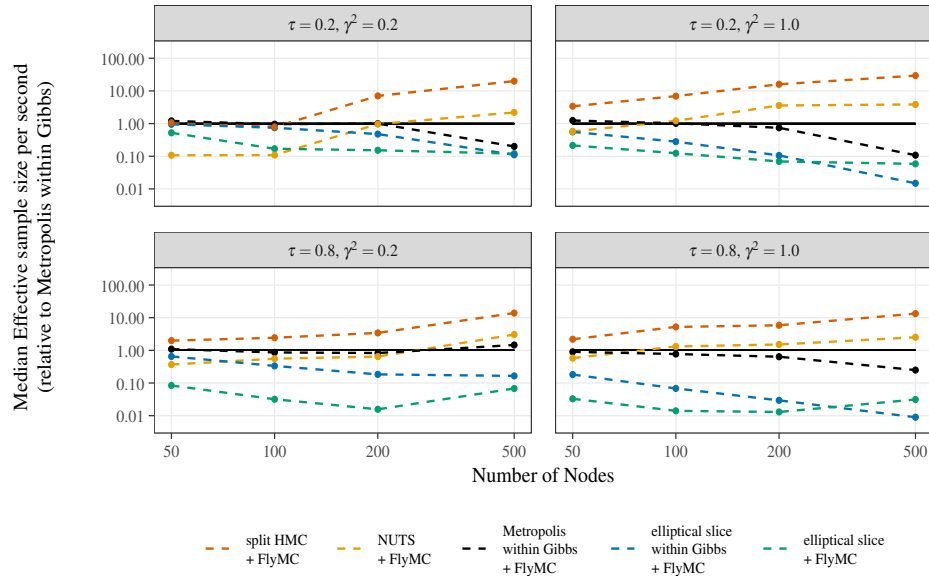 τ = 0.2, γ² = 0.2
τ = 0.2, γ² = 1.0
100.00
10.00
1.00
0.10
0.01
τ = 0.8, γ² = 0.2
τ = 0.8, γ² = 1.0
100.00
10.00
1.00
0.10
0.01
50
100
200
500
50
100
200
500
Number of Nodes
Median Effective sample size per second
(relative to Metropolis within Gibbs)
split HMC
+ FlyMC
NUTS
+ FlyMC
Metropolis
within Gibbs
+ FlyMC
elliptical slice
within Gibbs
+ FlyMC
elliptical slice
+ FlyMC